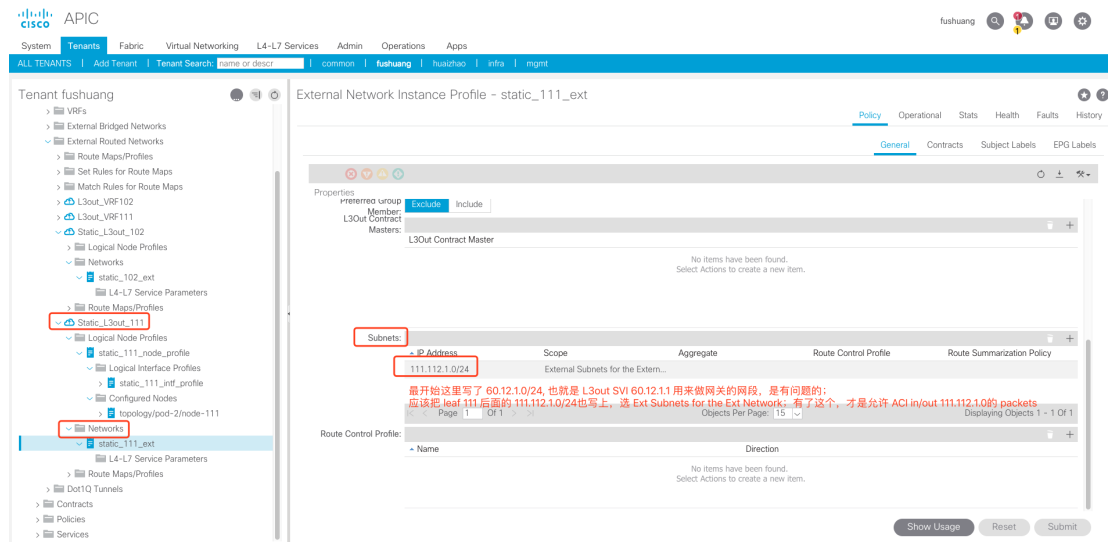 CISCO
APIC
fushuang
1
System Tenants Fabric Virtual Networking L4-L7 Services Admin Operations Apps
ALL TENANTS | Add Tenant | Tenant Search: name or descr | common | fushuang | huaizhao | infra | mgmt
Tenant fushuang
VRFs
External Bridged Networks
External Routed Networks
Route Maps/Profiles
Set Rules for Route Maps
Match Rules for Route Maps
L3out_VRF102
L3out_VRF111
Static_L3out_102
Logical Node Profiles
Networks
static_102_ext
L4-L7 Service Parameters
Route Maps/Profiles
Static_L3out_111
Logical Node Profiles
static_111_node_profile
Logical Interface Profiles
static_111_intf_profile
Configured Nodes
topology/pod-2/node-111
Networks
static_111_ext
L4-L7 Service Parameters
Route Maps/Profiles
Dot1Q Tunnels
Contracts
Policies
Services
External Network Instance Profile - static_111_ext
Policy Operational Stats Health Faults History
General Contracts Subject Labels EPG Labels
Properties
Preferred Group Member: Exclude Include
L3Out Contract Masters:
L3Out Contract Master
No items have been found.
Select Actions to create a new item.
Subnets:
IP Address Scope Aggregate Route Control Profile Route Summarization Policy
111.112.1.0/24 External Subnets for the Extern...
最开始这里写了 60.12.1.0/24, 也就是 L3out SVI 60.12.1.1 用来做网关的网段，是有问题的；
应该把 leaf 111 后面的 111.112.1.0/24也写上，选 Ext Subnets for the Ext Network；有了这个，才是允许 ACI in/out 111.112.1.0的 packets
Page 1 Of 1 Objects Per Page: 15 Displaying Objects 1 - 1 Of 1
Route Control Profile:
Name Direction
No items have been found.
Select Actions to create a new item.
Show Usage Reset Submit